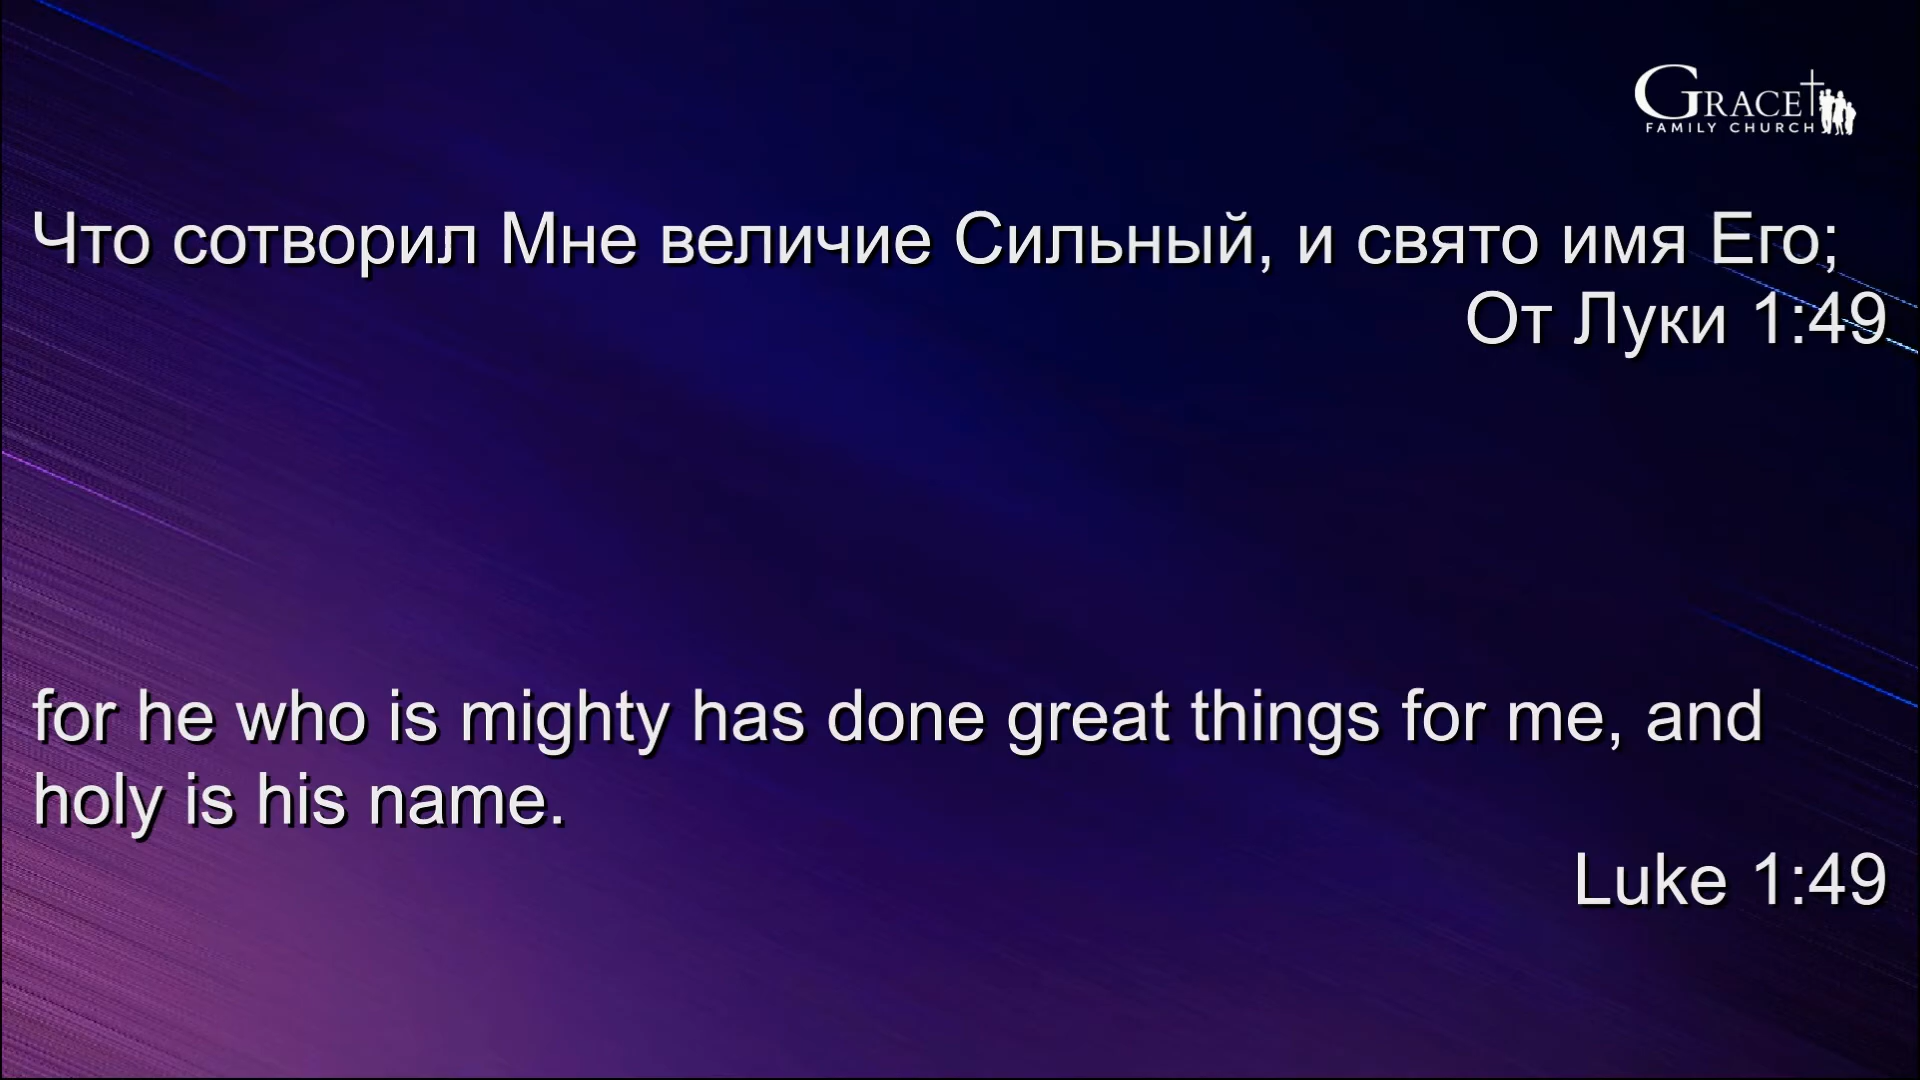 GRACE
FAMILY CHURCH
Что сотворил Мне величие Сильный, и свято имя Его;
От Луки 1:49
for he who is mighty has done great things for me, and
holy is his name.
Luke 1:49